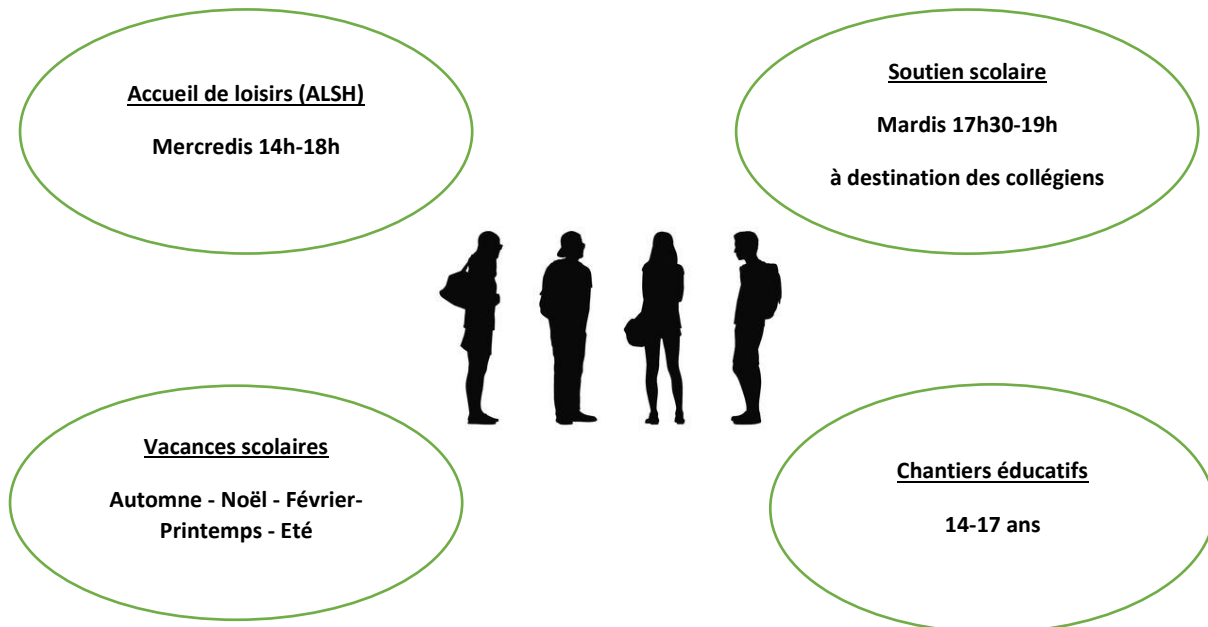 Accueil de loisirs (ALSH)
Mercredis 14h-18h
Soutien scolaire
Mardis 17h30-19h
à destination des collégiens
Vacances scolaires
Automne - Noël - Février-
Printemps - Eté
Chantiers éducatifs
14-17 ans